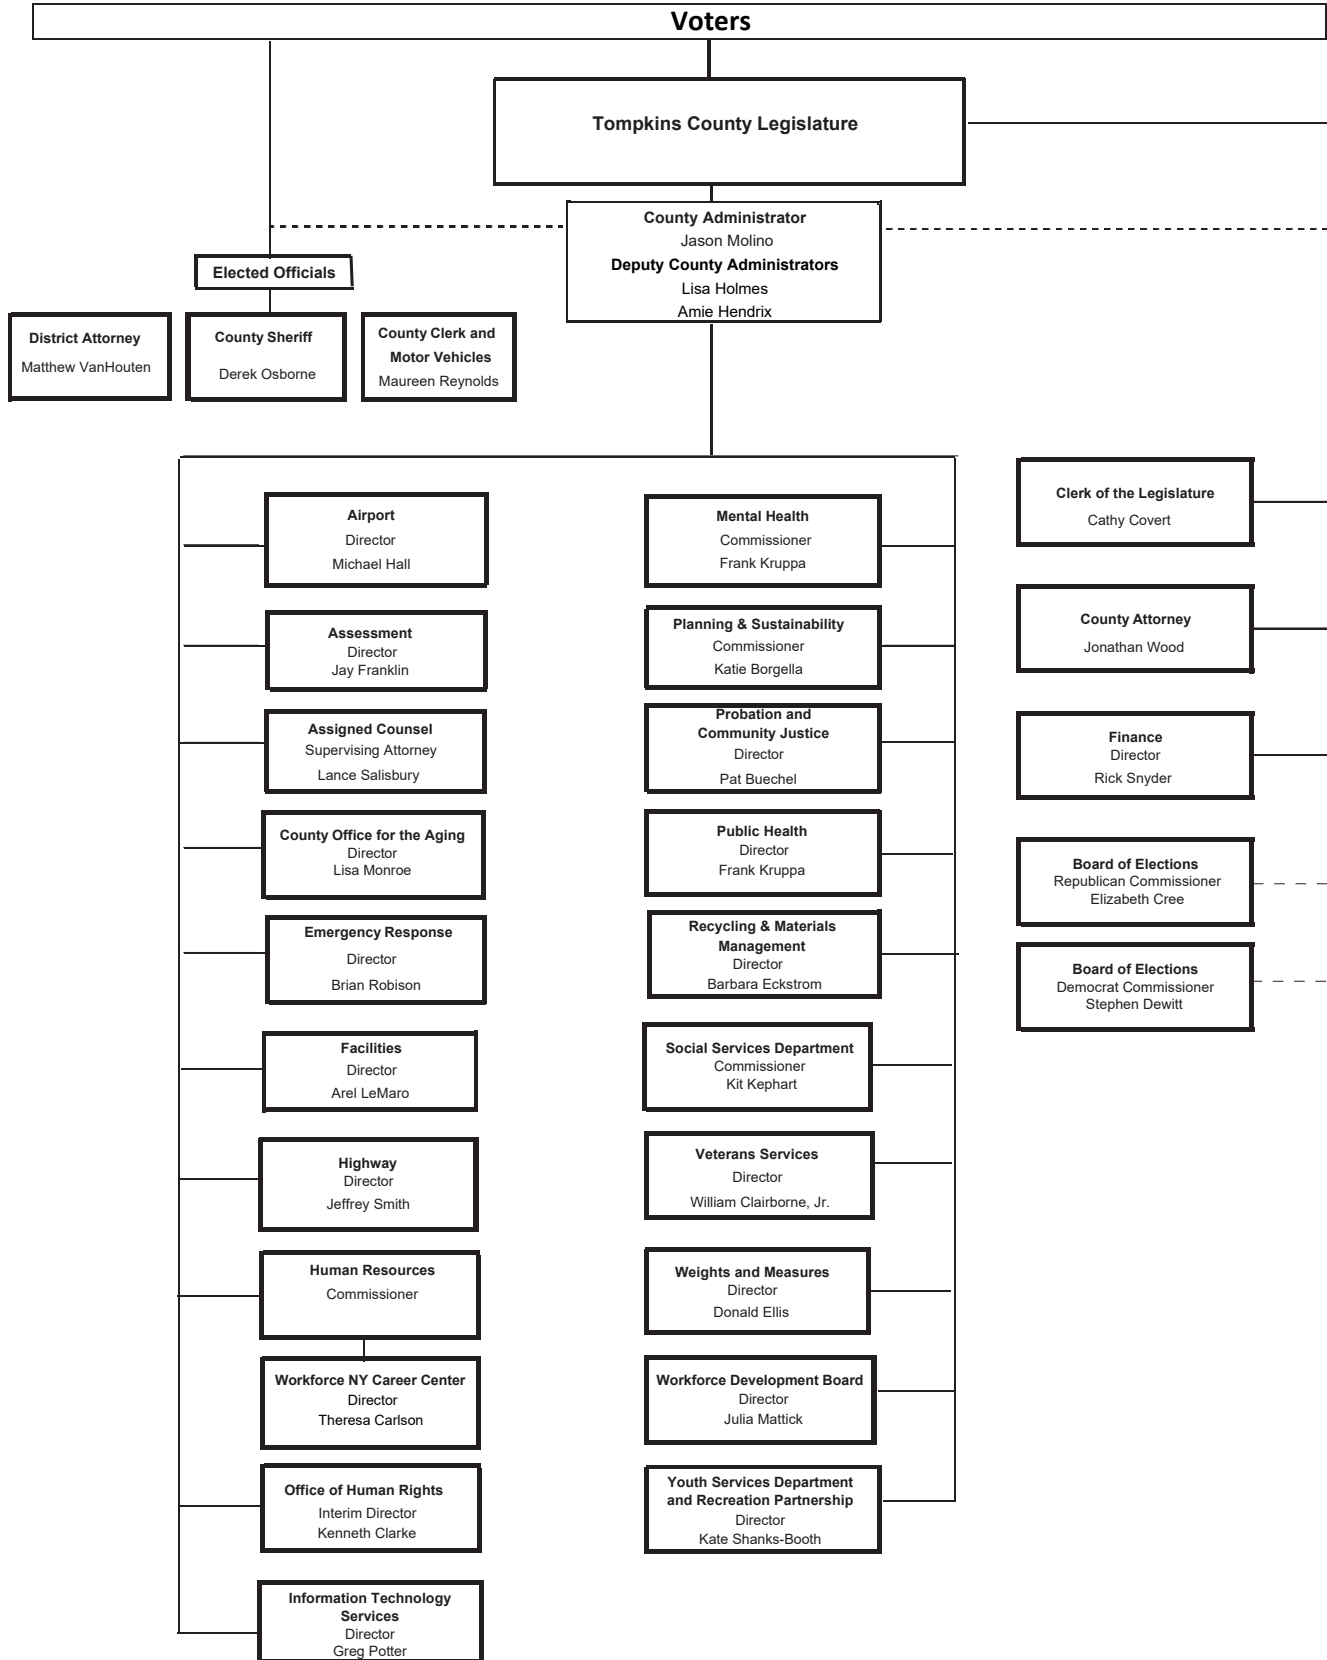 Voters
Tompkins County Legislature
County Administrator
Jason Molino
Deputy County Administrators
Lisa Holmes
Amie Hendrix
Elected Officials
District Attorney
Matthew VanHouten
County Sheriff
Derek Osborne
County Clerk and
Motor Vehicles
Maureen Reynolds
Airport
Director
Michael Hall
Assessment
Director
Jay Franklin
Assigned Counsel
Supervising Attorney
Lance Salisbury
County Office for the Aging
Director
Lisa Monroe
Emergency Response
Director
Brian Robison
Facilities
Director
Arel LeMaro
Highway
Director
Jeffrey Smith
Human Resources
Commissioner
Workforce NY Career Center
Director
Theresa Carlson
Office of Human Rights
Interim Director
Kenneth Clarke
Information Technology
Services
Director
Greg Potter
Mental Health
Commissioner
Frank Kruppa
Planning & Sustainability
Commissioner
Katie Borgella
Probation and
Community Justice
Director
Pat Buechel
Public Health
Director
Frank Kruppa
Recycling & Materials
Management
Director
Barbara Eckstrom
Social Services Department
Commissioner
Kit Kephart
Veterans Services
Director
William Clairborne, Jr.
Weights and Measures
Director
Donald Ellis
Workforce Development Board
Director
Julia Mattick
Youth Services Department
and Recreation Partnership
Director
Kate Shanks-Booth
Clerk of the Legislature
Cathy Covert
County Attorney
Jonathan Wood
Finance
Director
Rick Snyder
Board of Elections
Republican Commissioner
Elizabeth Cree
Board of Elections
Democrat Commissioner
Stephen Dewitt